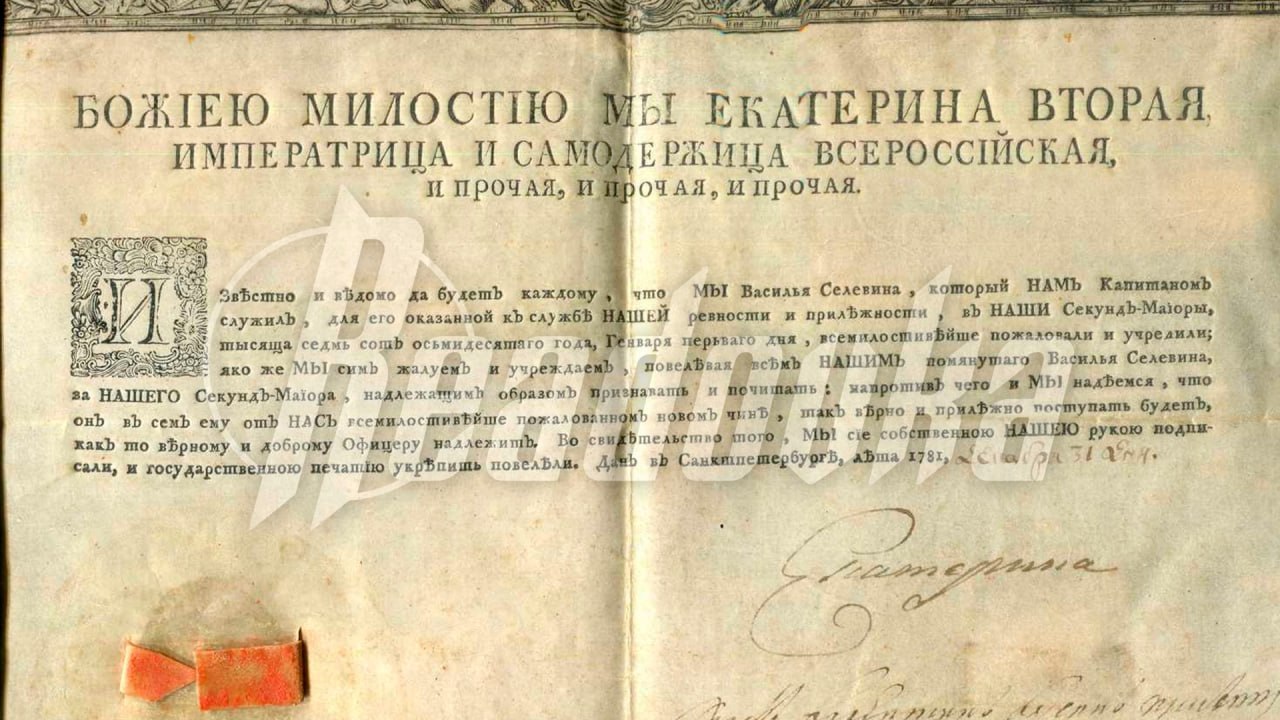 БОЖІЕЮ МИЛОСТІЮ МЫ ЕКАТЕРИНА ВТОРАЯ,
ИМПЕРАТРИЦА И САМОДЕРЖИЦА ВСЕРОССІЙСКАЯ,
И ПРОЧАЯ, И ПРОЧАЯ, И ПРОЧАЯ.
ИЗвѣстно и вѣдомо да будетъ каждому, что МЫ Василья Селевина, который НАМЪ Капитаномъ
служилъ, для его оказанной къ службѣ НАШЕЙ ревности и прилѣжности, въ НАШИ Секундъ-Маіоры,
тысяща седмь сотъ осьмидесятаго года, Генваря перьваго дня, всемилостивѣйше пожаловали и учредили;
яко же МЫ симъ жалуемъ и учреждаемъ, повелѣвая всѣмъ НАШИМЪ помянутаго Василья Селевина,
за НАШЕГО Секундъ-Маіора, надлежащимъ образомъ признавать и почитать: напротивъ чего и МЫ надѣемся, что
онъ въ семъ ему отъ НАСЪ всемилостивѣйше пожалованномъ новомъ чинѣ, такъ вѣрно и прилѣжно поступать будетъ,
какъ то вѣрному и доброму Офицеру надлежитъ. Во свидѣтельство того, МЫ сіе собственною НАШЕЮ рукою подпи-
сали, и государственною печатію укрѣпить повелѣли. Данъ въ Санктпетербургѣ, лѣта 1781, Декабря 31 дня.
Екатерина